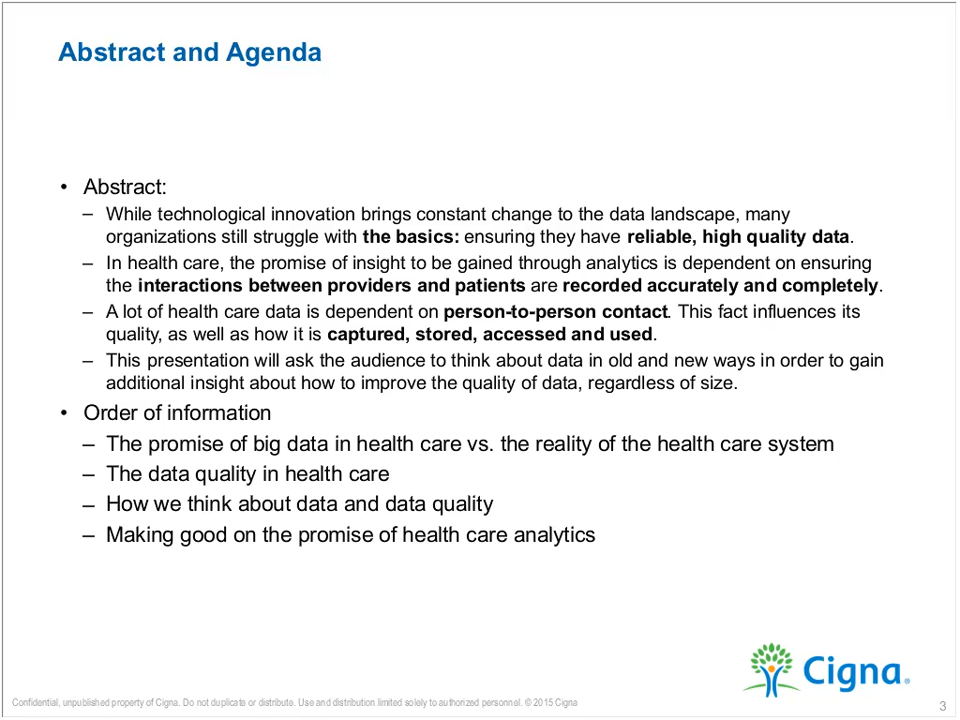 Abstract and Agenda
• Abstract:
– While technological innovation brings constant change to the data landscape, many
organizations still struggle with the basics: ensuring they have reliable, high quality data.
– In health care, the promise of insight to be gained through analytics is dependent on ensuring
the interactions between providers and patients are recorded accurately and completely.
– A lot of health care data is dependent on person-to-person contact. This fact influences its
quality, as well as how it is captured, stored, accessed and used.
– This presentation will ask the audience to think about data in old and new ways in order to gain
additional insight about how to improve the quality of data, regardless of size.
• Order of information
– The promise of big data in health care vs. the reality of the health care system
– The data quality in health care
– How we think about data and data quality
– Making good on the promise of health care analytics
Cigna®
Confidential, unpublished property of Cigna. Do not duplicate or distribute. Use and distribution limited solely to authorized personnel. © 2015 Cigna
3